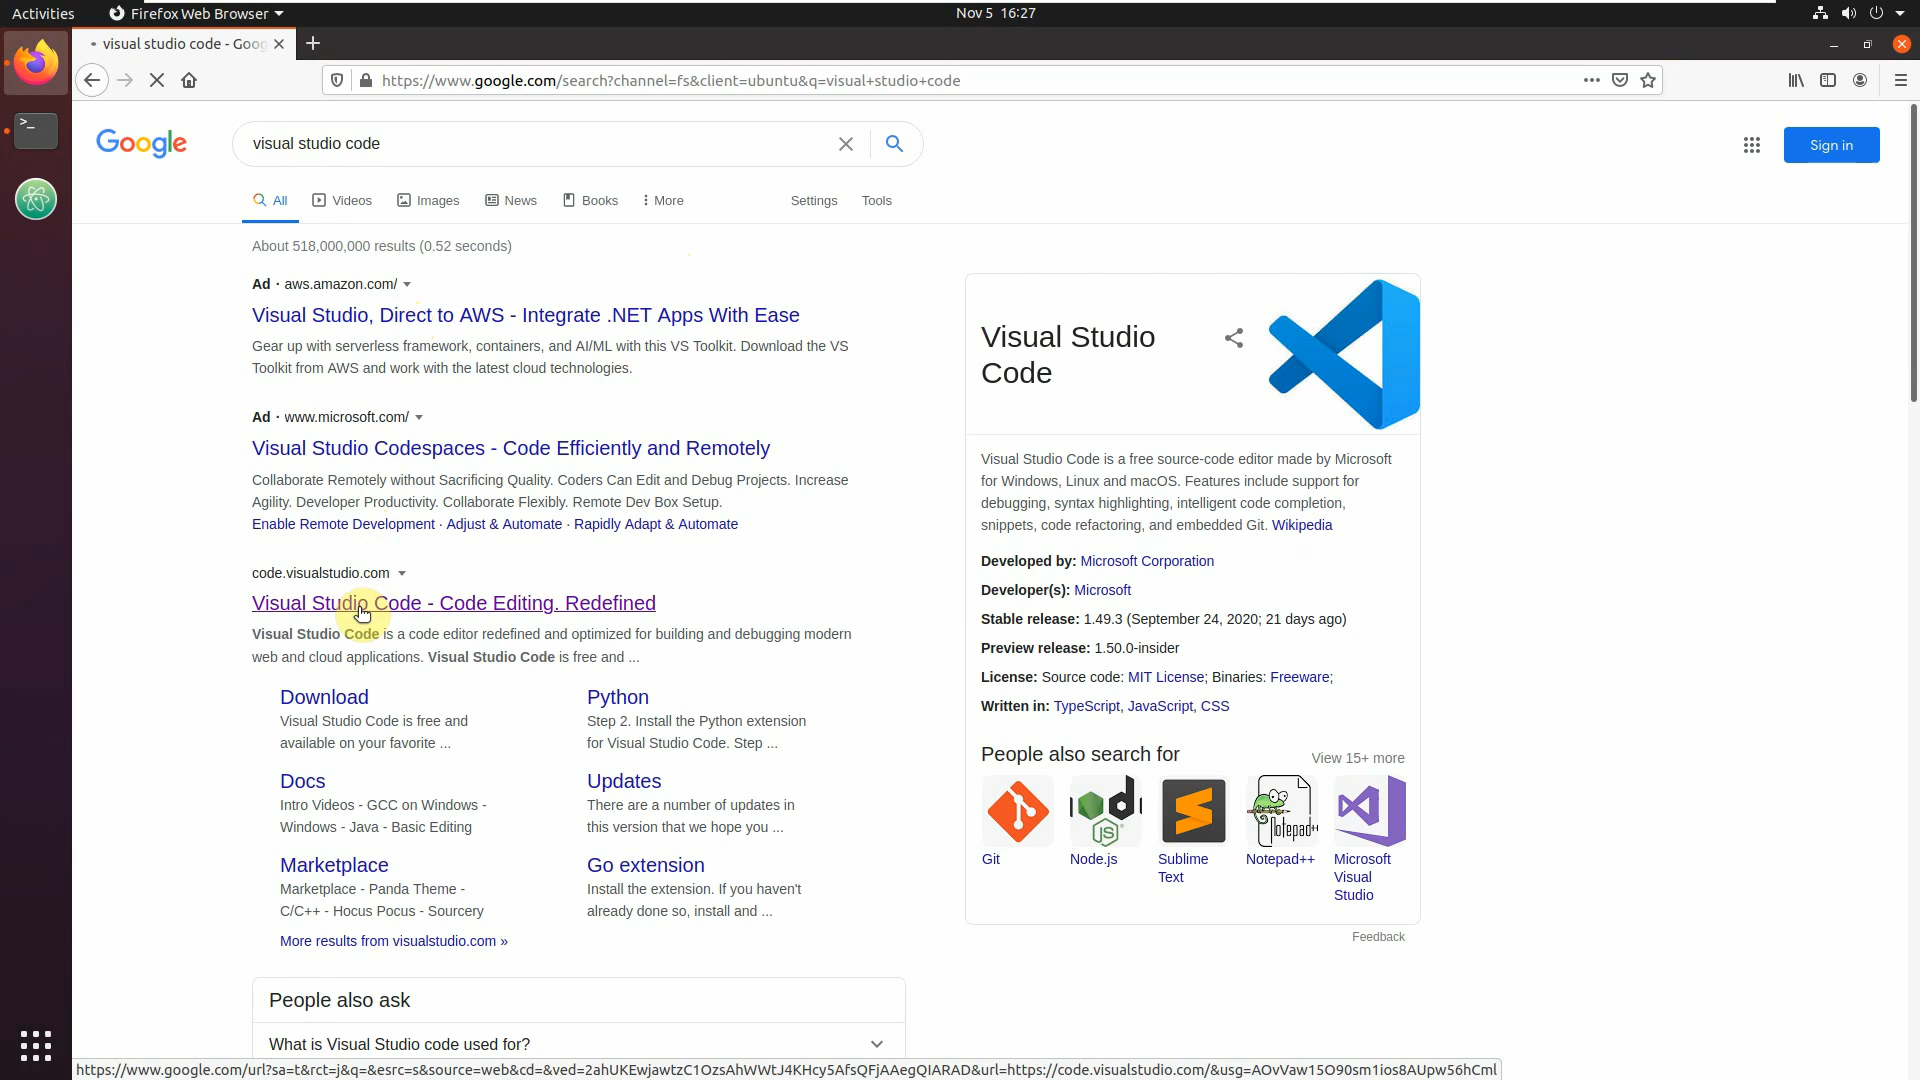 Activities
Firefox Web Browser
Nov 5 16:27
visual studio code - Goog
https://www.google.com/search?channel=fs&client=ubuntu&q=visual+studio+code
Google
visual studio code
Sign in
All
Videos
Images
News
Books
More
Settings
Tools
About 518,000,000 results (0.52 seconds)
Ad · aws.amazon.com/
Visual Studio, Direct to AWS - Integrate .NET Apps With Ease
Gear up with serverless framework, containers, and AI/ML with this VS Toolkit. Download the VS
Toolkit from AWS and work with the latest cloud technologies.
Ad · www.microsoft.com/
Visual Studio Codespaces - Code Efficiently and Remotely
Collaborate Remotely without Sacrificing Quality. Coders Can Edit and Debug Projects. Increase
Agility. Developer Productivity. Collaborate Flexibly. Remote Dev Box Setup.
Enable Remote Development · Adjust & Automate · Rapidly Adapt & Automate
code.visualstudio.com
Visual Studio Code - Code Editing. Redefined
Visual Studio Code is a code editor redefined and optimized for building and debugging modern
web and cloud applications. Visual Studio Code is free and ...
Download
Visual Studio Code is free and
available on your favorite ...
Python
Step 2. Install the Python extension
for Visual Studio Code. Step ...
Docs
Intro Videos - GCC on Windows -
Windows - Java - Basic Editing
Updates
There are a number of updates in
this version that we hope you ...
Marketplace
Marketplace - Panda Theme -
C/C++ - Hocus Pocus - Sourcery
Go extension
Install the extension. If you haven't
already done so, install and ...
More results from visualstudio.com »
People also ask
What is Visual Studio code used for?
Visual Studio
Code
Visual Studio Code is a free source-code editor made by Microsoft
for Windows, Linux and macOS. Features include support for
debugging, syntax highlighting, intelligent code completion,
snippets, code refactoring, and embedded Git. Wikipedia
Developed by: Microsoft Corporation
Developer(s): Microsoft
Stable release: 1.49.3 (September 24, 2020; 21 days ago)
Preview release: 1.50.0-insider
License: Source code: MIT License; Binaries: Freeware;
Written in: TypeScript, JavaScript, CSS
People also search for
View 15+ more
JS
Notepad++
Git
Node.js
Sublime
Text
Notepad++
Microsoft
Visual
Studio
Feedback
https://www.google.com/url?sa=t&rct=j&q=&esrc=s&source=web&cd=&ved=2ahUKEwjawtzC1OzsAhWWtJ4KHcy5AfsQFjAAegQIARAD&url=https://code.visualstudio.com/&usg=AOvVaw15O90sm1ios8AUpw56hCml